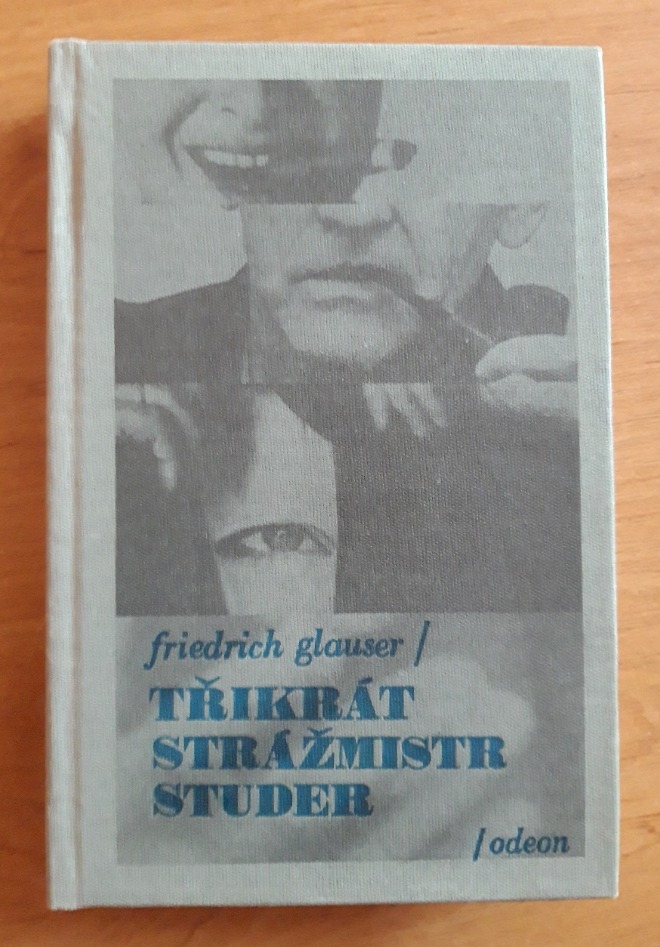 friedrich glauser /
TŘIKRÁT
STRÁŽMISTR
STUDER
/ odeon